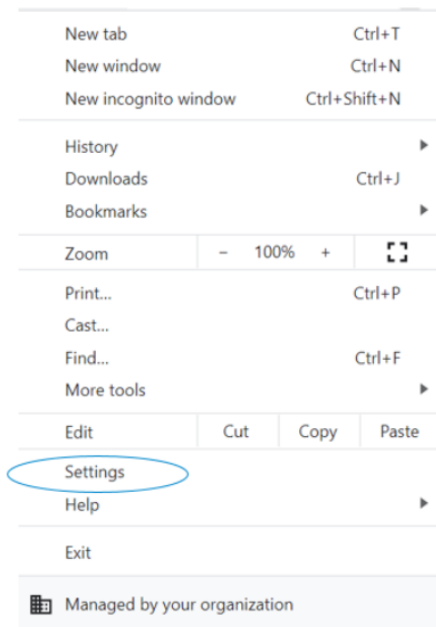 New tab Ctrl+T
New window Ctrl+N
New incognito window Ctrl+Shift+N
History
Downloads Ctrl+J
Bookmarks
Zoom - 100% +
Print... Ctrl+P
Cast...
Find... Ctrl+F
More tools
Edit Cut Copy Paste
Settings
Help
Exit
Managed by your organization